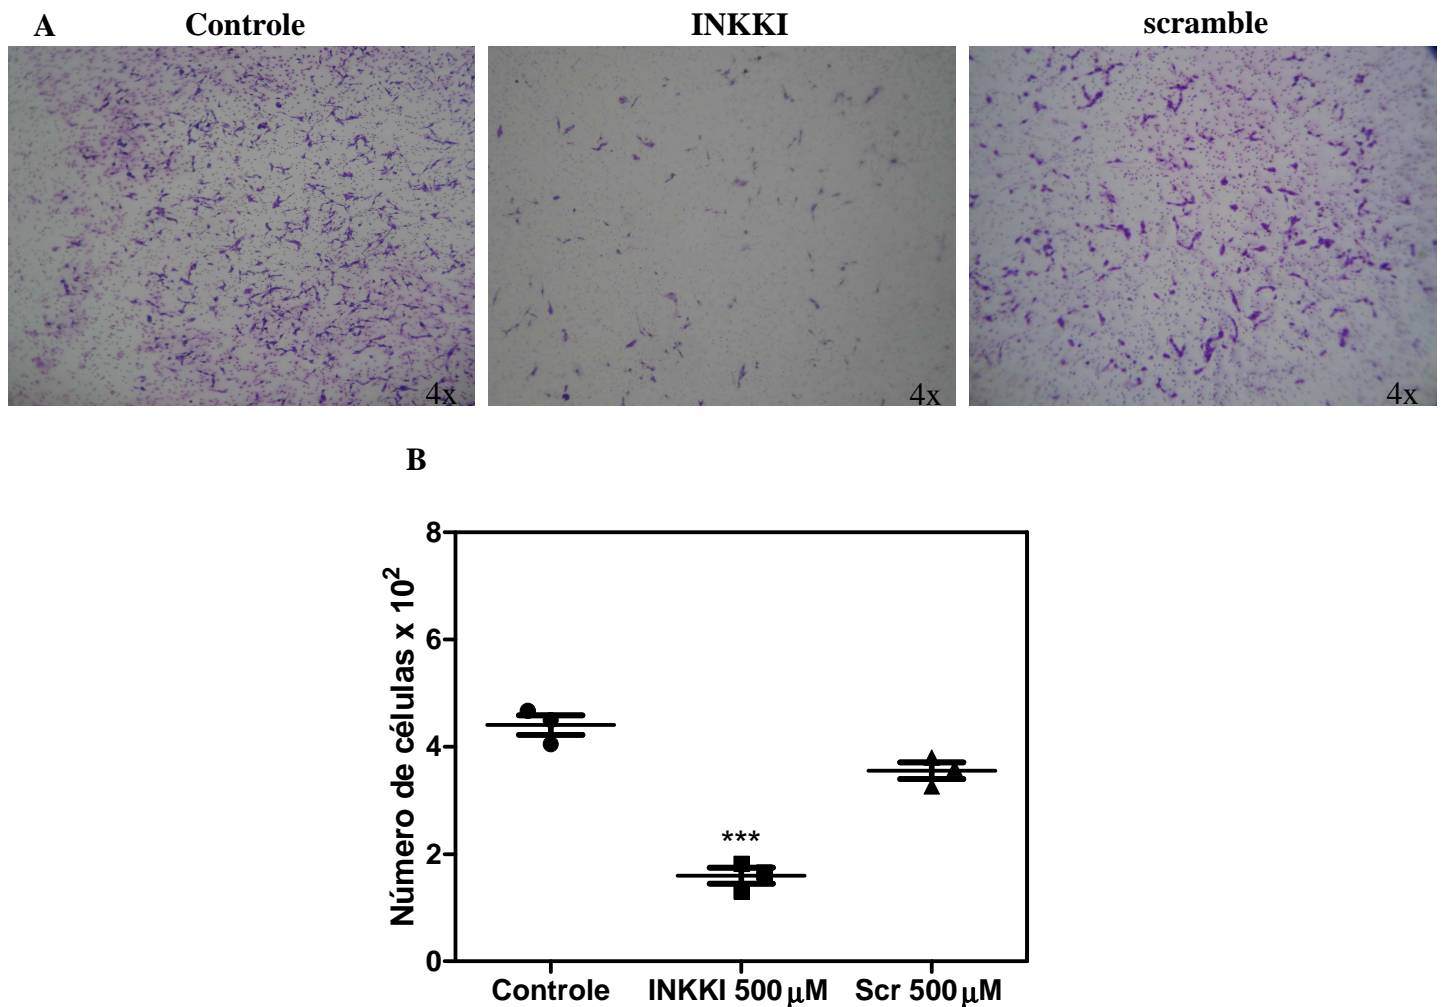 A Controle INKKI scramble
4x 4x 4x
B
8
6
4
2
0
Número de células x 10²
***
Controle INKKI 500 µM Scr 500 µM